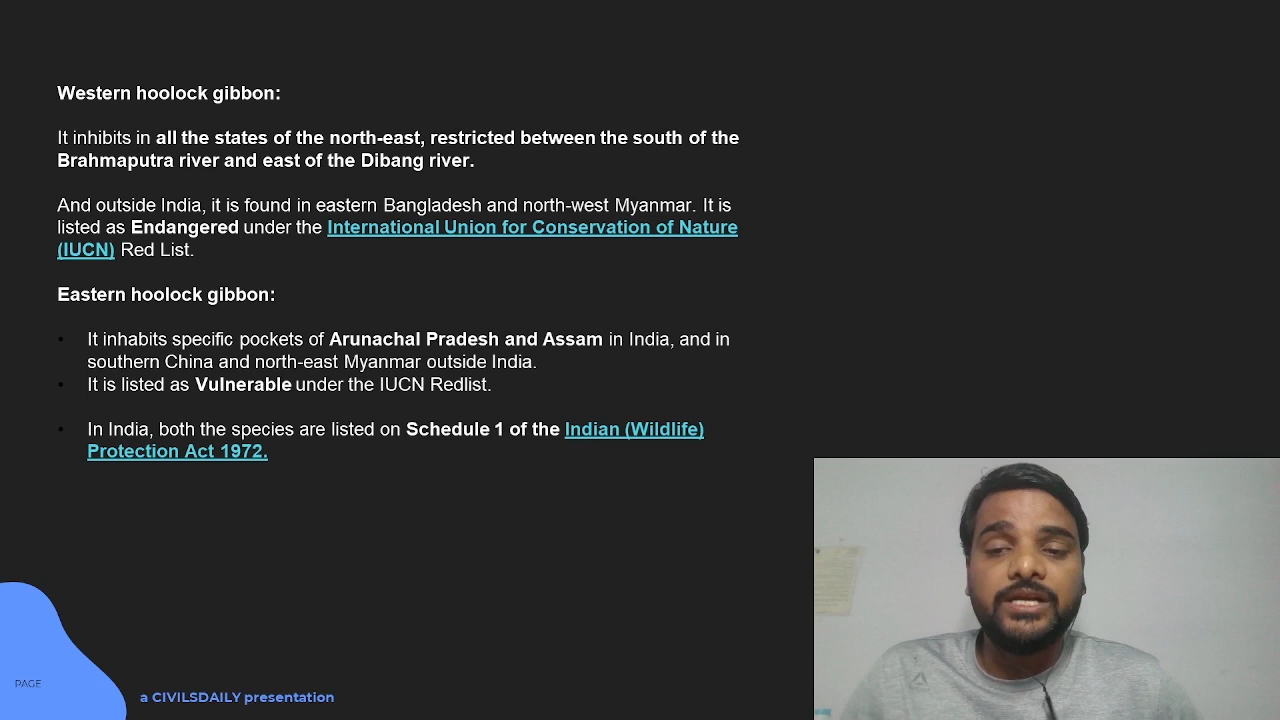 Western hoolock gibbon:
It inhibits in all the states of the north-east, restricted between the south of the
Brahmaputra river and east of the Dibang river.
And outside India, it is found in eastern Bangladesh and north-west Myanmar. It is
listed as Endangered under the International Union for Conservation of Nature
(IUCN) Red List.
Eastern hoolock gibbon:
• It inhabits specific pockets of Arunachal Pradesh and Assam in India, and in
southern China and north-east Myanmar outside India.
• It is listed as Vulnerable under the IUCN Redlist.
• In India, both the species are listed on Schedule 1 of the Indian (Wildlife)
Protection Act 1972.
PAGE
a CIVILSDAILY presentation